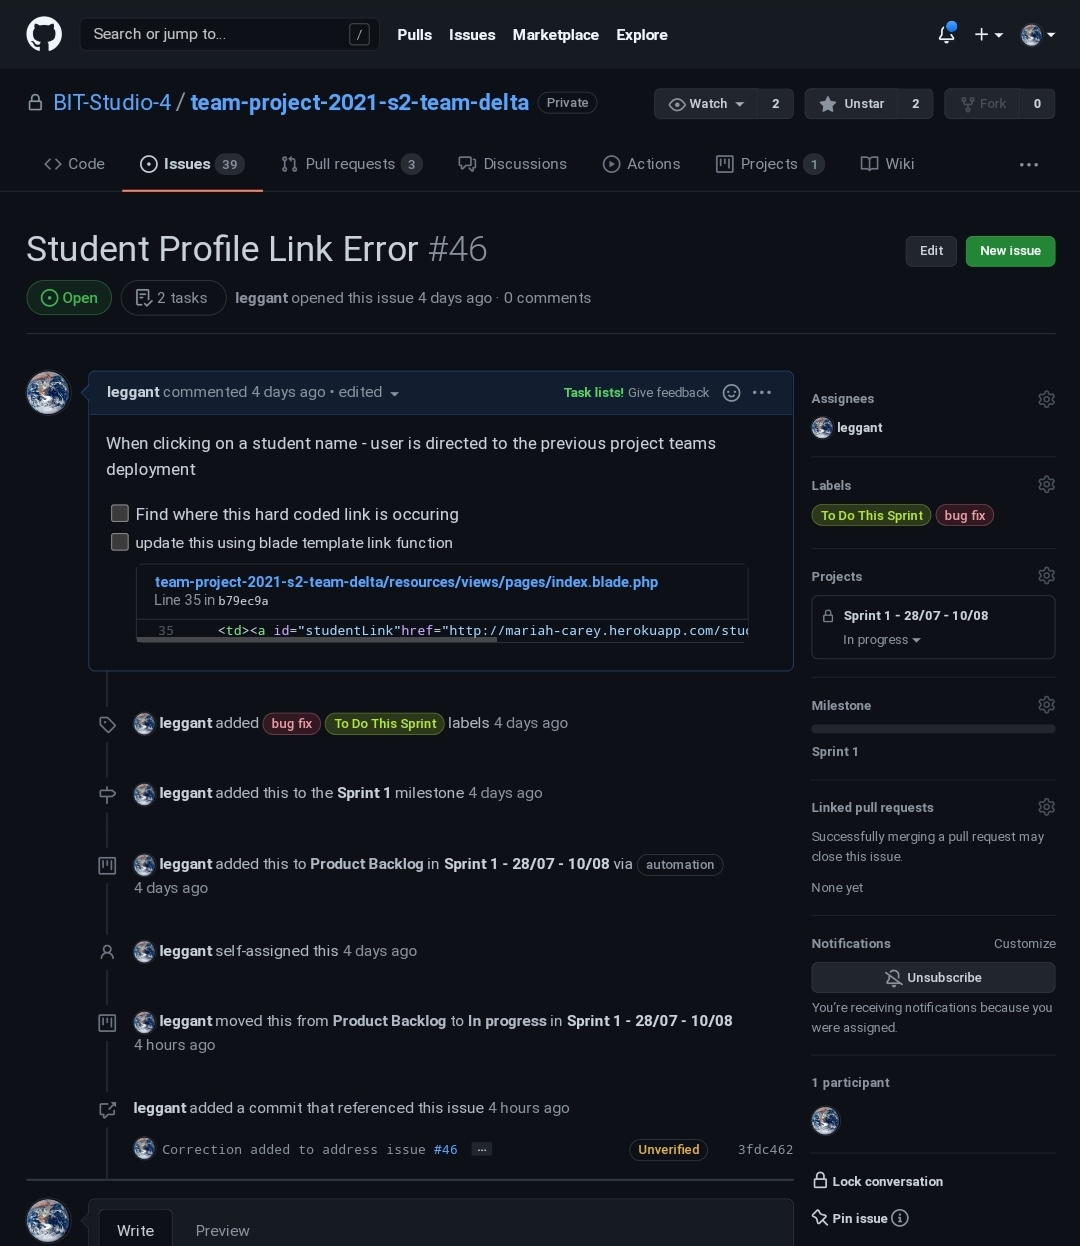 Search or jump to... /
Pulls Issues Marketplace Explore
BIT-Studio-4 / team-project-2021-s2-team-delta Private
Watch 2 Unstar 2 Fork 0
Code Issues 39 Pull requests 3 Discussions Actions Projects 1 Wiki
Student Profile Link Error #46
Edit New issue
Open 2 tasks leggant opened this issue 4 days ago · 0 comments
leggant commented 4 days ago • edited Task lists! Give feedback
When clicking on a student name - user is directed to the previous project teams
deployment
Find where this hard coded link is occuring
update this using blade template link function
team-project-2021-s2-team-delta/resources/views/pages/index.blade.php
Line 35 in b79ec9a
35 <td><a id="studentLink"href="http://mariah-carey.herokuapp.com/stud
leggant added bug fix To Do This Sprint labels 4 days ago
leggant added this to the Sprint 1 milestone 4 days ago
leggant added this to Product Backlog in Sprint 1 - 28/07 - 10/08 via automation
4 days ago
leggant self-assigned this 4 days ago
leggant moved this from Product Backlog to In progress in Sprint 1 - 28/07 - 10/08
4 hours ago
leggant added a commit that referenced this issue 4 hours ago
Correction added to address issue #46 ... Unverified 3fdc462
Write Preview
Assignees
leggant
Labels
To Do This Sprint bug fix
Projects
Sprint 1 - 28/07 - 10/08
In progress
Milestone
Sprint 1
Linked pull requests
Successfully merging a pull request may
close this issue.
None yet
Notifications Customize
Unsubscribe
You're receiving notifications because you
were assigned.
1 participant
Lock conversation
Pin issue